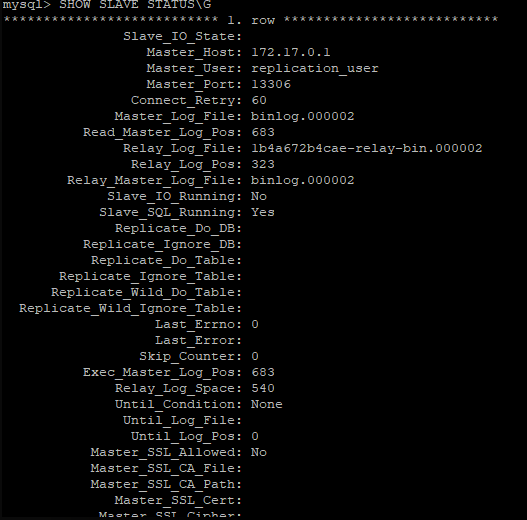 mysql> SHOW SLAVE STATUS\G
*************************** 1. row ***************************
Slave_IO_State:
Master_Host: 172.17.0.1
Master_User: replication_user
Master_Port: 13306
Connect_Retry: 60
Master_Log_File: binlog.000002
Read_Master_Log_Pos: 683
Relay_Log_File: 1b4a672b4cae-relay-bin.000002
Relay_Log_Pos: 323
Relay_Master_Log_File: binlog.000002
Slave_IO_Running: No
Slave_SQL_Running: Yes
Replicate_Do_DB:
Replicate_Ignore_DB:
Replicate_Do_Table:
Replicate_Ignore_Table:
Replicate_Wild_Do_Table:
Replicate_Wild_Ignore_Table:
Last_Errno: 0
Last_Error:
Skip_Counter: 0
Exec_Master_Log_Pos: 683
Relay_Log_Space: 540
Until_Condition: None
Until_Log_File:
Until_Log_Pos: 0
Master_SSL_Allowed: No
Master_SSL_CA_File:
Master_SSL_CA_Path:
Master_SSL_Cert:
Master_SSL_Cipher: